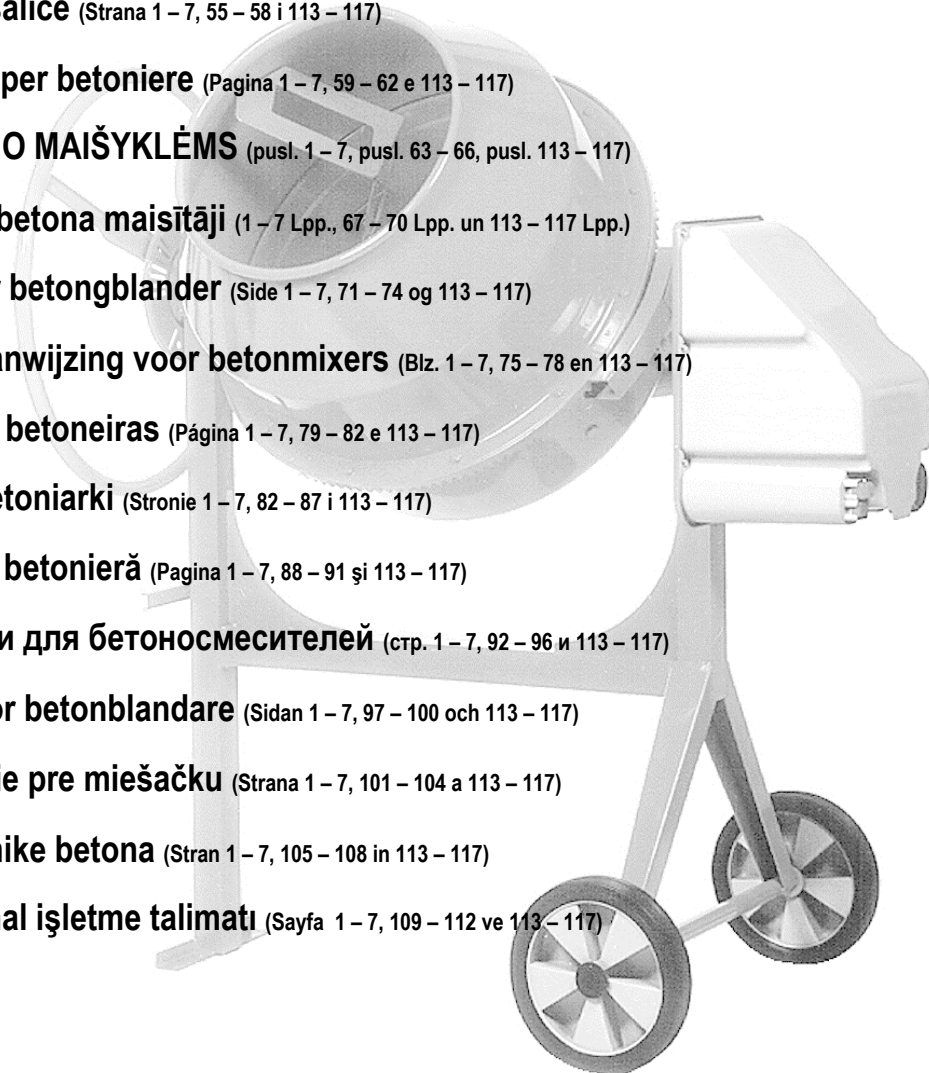 salice (Strana 1 – 7, 55 – 58 i 113 – 117)
per betoniere (Pagina 1 – 7, 59 – 62 e 113 – 117)
O MAIŠYKLĖMS (pusl. 1 – 7, pusl. 63 – 66, pusl. 113 – 117)
betona maisītāji (1 – 7 Lpp., 67 – 70 Lpp. un 113 – 117 Lpp.)
betongblander (Side 1 – 7, 71 – 74 og 113 – 117)
anwijzing voor betonmixers (Blz. 1 – 7, 75 – 78 en 113 – 117)
betoneiras (Página 1 – 7, 79 – 82 e 113 – 117)
etoniarki (Stronie 1 – 7, 82 – 87 i 113 – 117)
betonieră (Pagina 1 – 7, 88 – 91 şi 113 – 117)
и для бетоносмесителей (стр. 1 – 7, 92 – 96 и 113 – 117)
or betonblandare (Sidan 1 – 7, 97 – 100 och 113 – 117)
ie pre miešačku (Strana 1 – 7, 101 – 104 a 113 – 117)
nike betona (Stran 1 – 7, 105 – 108 in 113 – 117)
nal işletme talimatı (Sayfa 1 – 7, 109 – 112 ve 113 – 117)